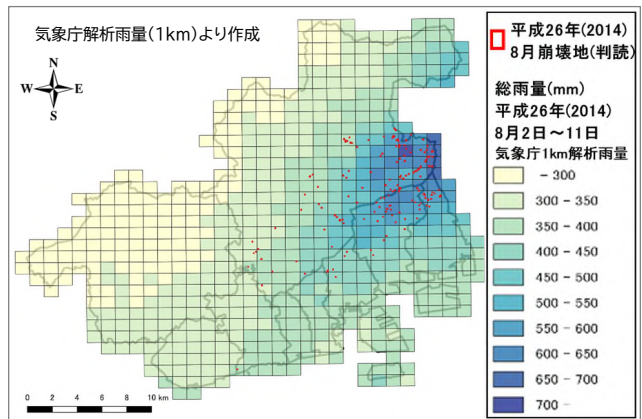 気象庁解析雨量(1km)より作成
N
W E
S
0 2 4 6 8 10 km
平成26年(2014)
8月崩壊地(判読)
総雨量(mm)
平成26年(2014)
8月2日～11日
気象庁1km解析雨量
- 300
300 - 350
350 - 400
400 - 450
450 - 500
500 - 550
550 - 600
600 - 650
650 - 700
700 -